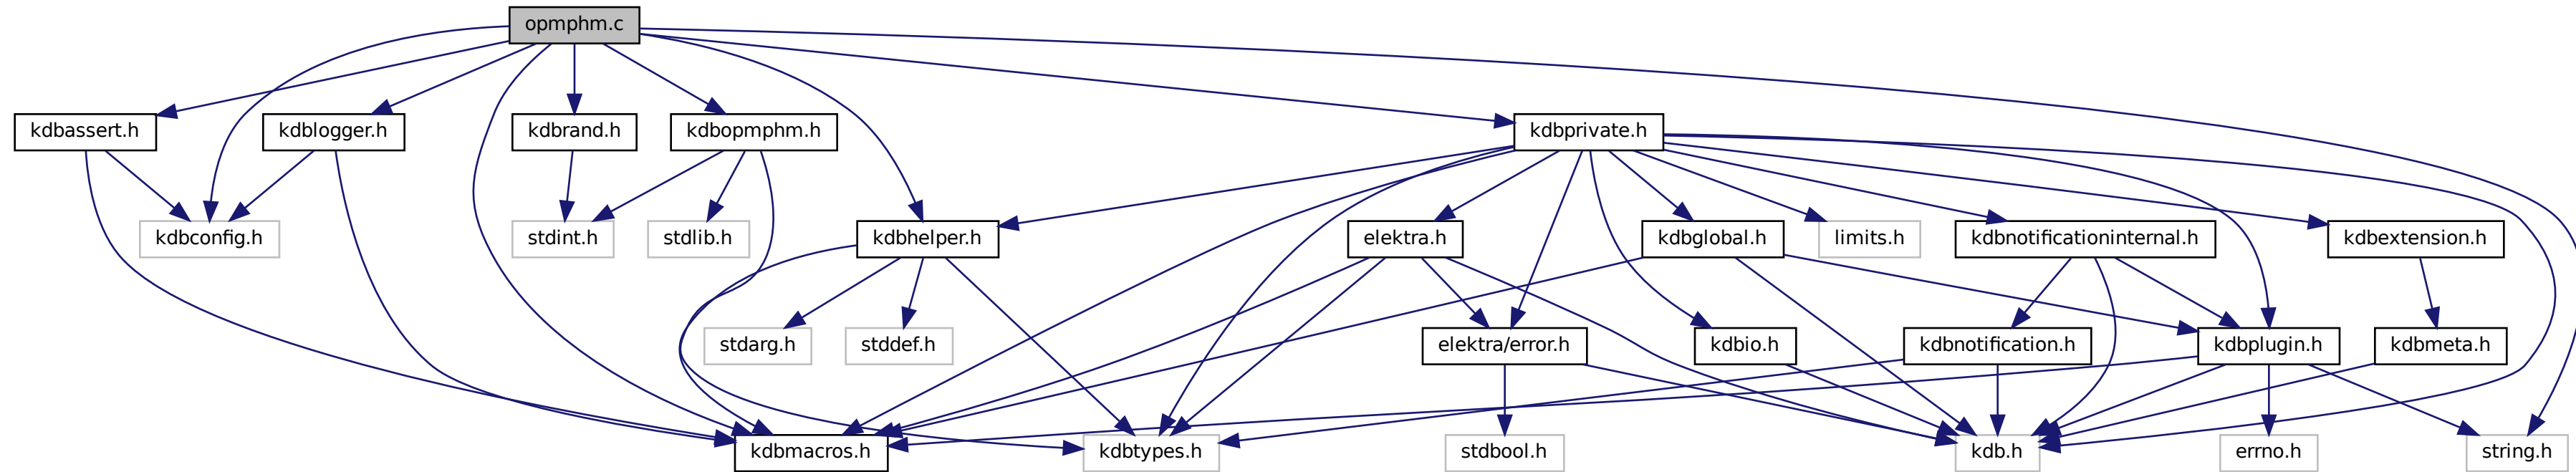 opmphm.c
kdbassert.h
kdblogger.h
kdbrand.h
kdbopmphm.h
kdbprivate.h
kdbconfig.h
stdint.h
stdlib.h
kdbhelper.h
elektra.h
kdbglobal.h
limits.h
kdbnotificationinternal.h
kdbextension.h
stdarg.h
stddef.h
elektra/error.h
kdbio.h
kdbnotification.h
kdbplugin.h
kdbmeta.h
kdbmacros.h
kdbtypes.h
stdbool.h
kdb.h
errno.h
string.h